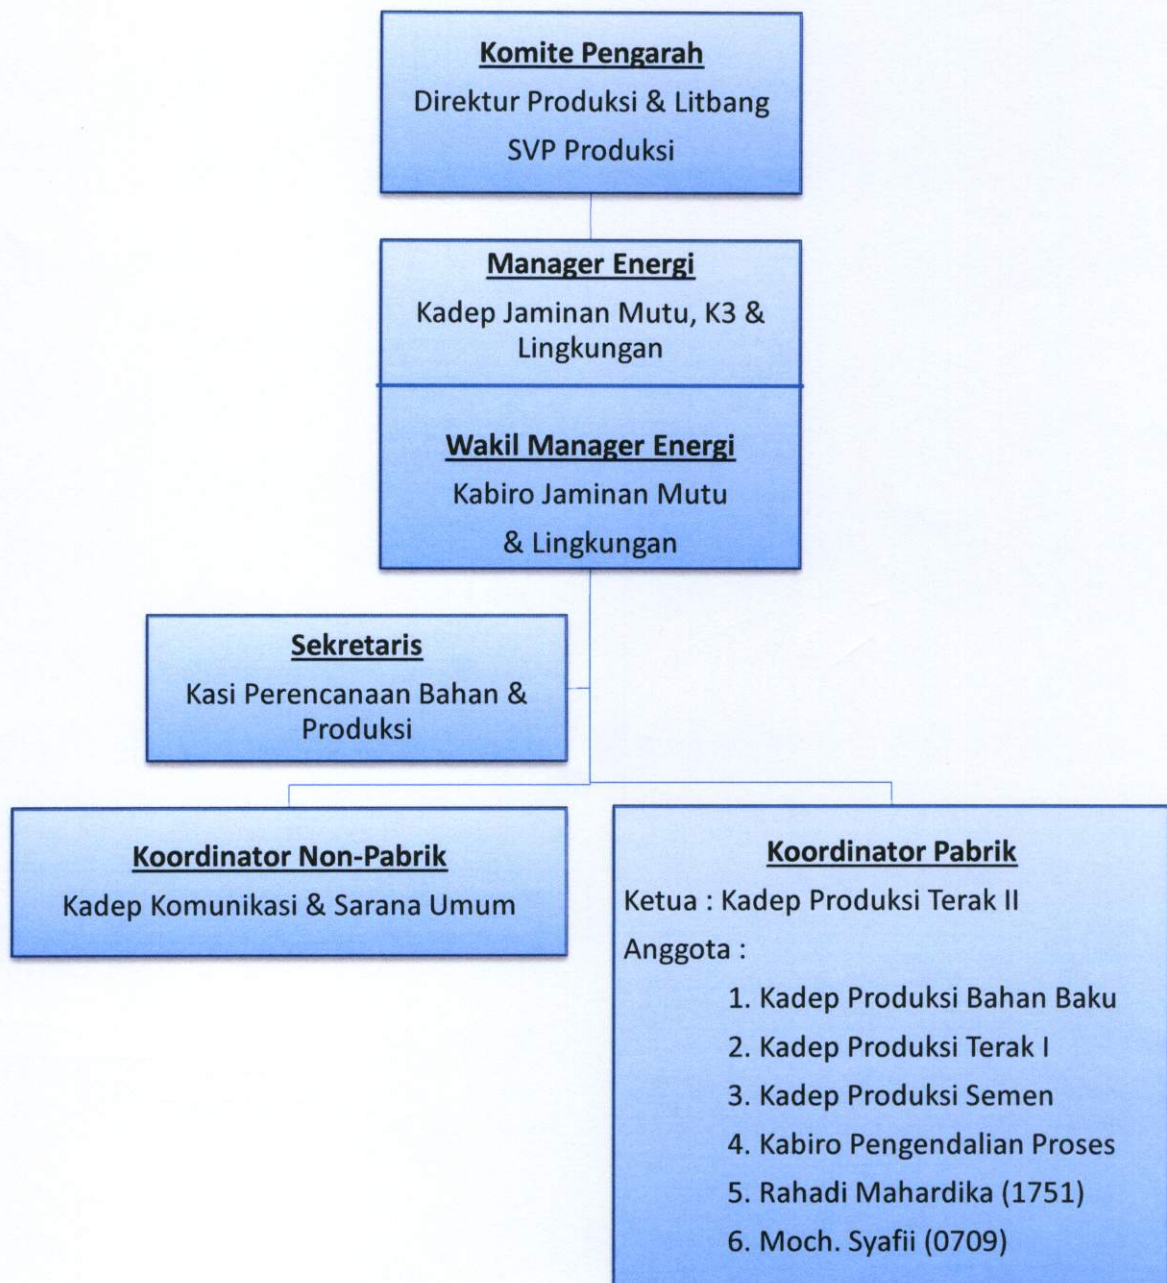 Komite Pengarah
Direktur Produksi & Litbang
SVP Produksi
Manager Energi
Kadep Jaminan Mutu, K3 &
Lingkungan
Wakil Manager Energi
Kabiro Jaminan Mutu
& Lingkungan
Sekretaris
Kasi Perencanaan Bahan &
Produksi
Koordinator Non-Pabrik
Kadep Komunikasi & Sarana Umum
Koordinator Pabrik
Ketua : Kadep Produksi Terak II
Anggota :
1. Kadep Produksi Bahan Baku
2. Kadep Produksi Terak I
3. Kadep Produksi Semen
4. Kabiro Pengendalian Proses
5. Rahadi Mahardika (1751)
6. Moch. Syafii (0709)